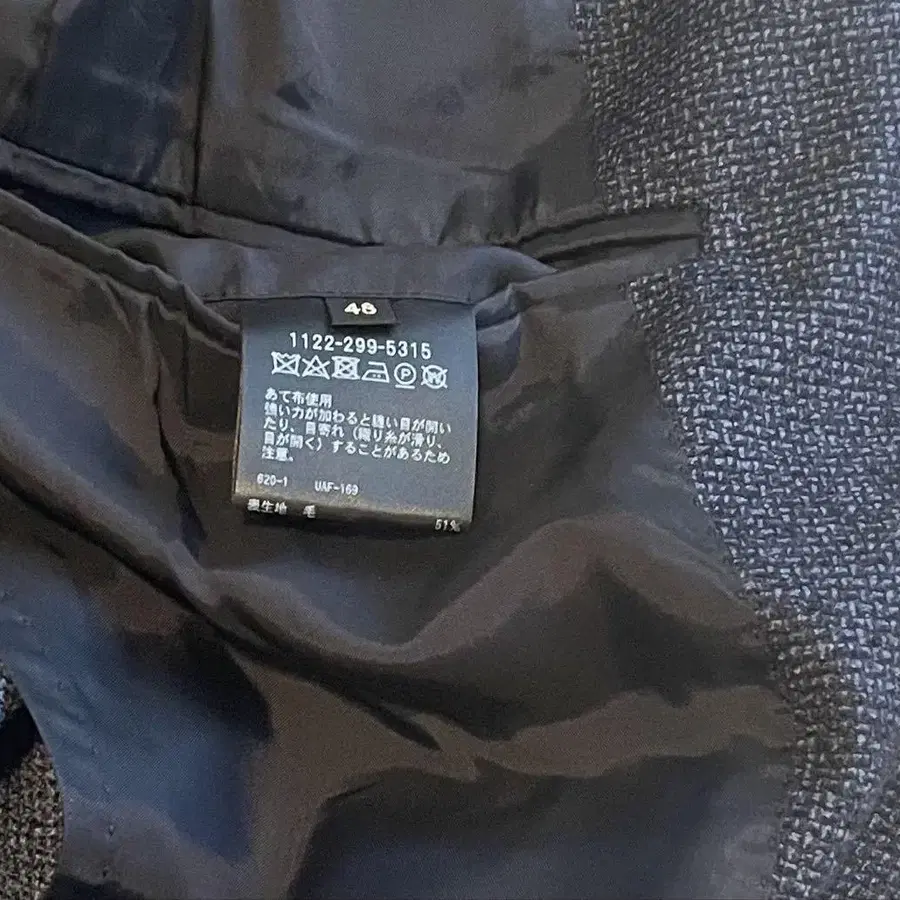 46
1122-299-5315
P W
あて布使用
強い力が加わると縫い目が開い
たり、目寄れ（織り糸が滑り、
目が開く）することがあるため
注意。
620-1 UAF-169
表生地 毛 51%